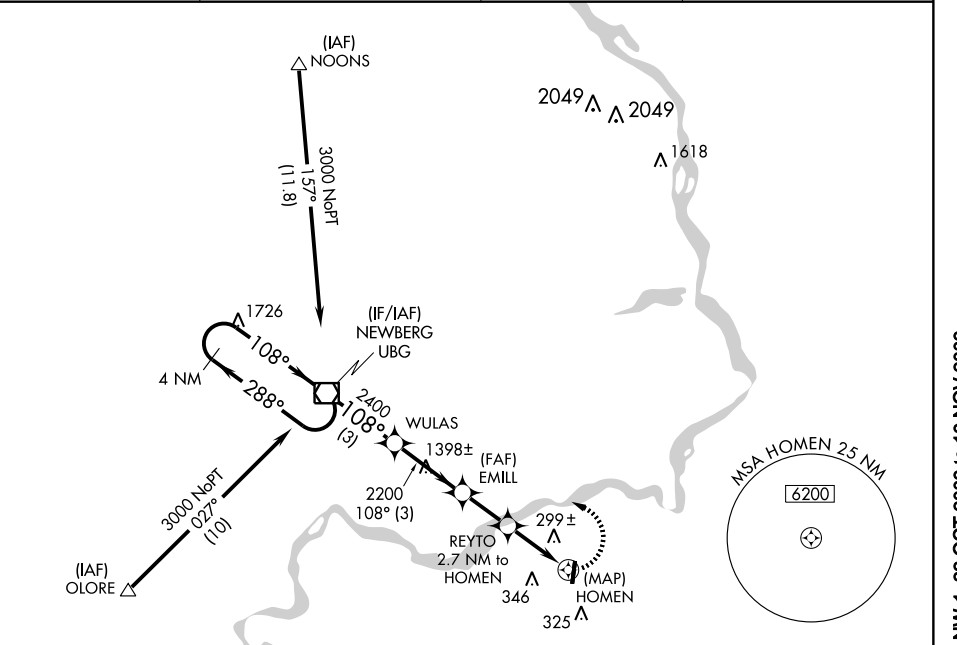 (IAF)
NOONS
2049
2049
1618
3000 NoPT
157°
(11.8)
1726
(IF/IAF)
NEWBERG
UBG
108°
4 NM
288°
2400
108°
(3)
WULAS
1398±
(FAF)
EMILL
2200
108° (3)
MSA HOMEN 25 NM
6200
3000 NoPT
027°
(10)
299±
REYTO
2.7 NM to
HOMEN
(IAF)
OLORE
346
(MAP)
HOMEN
325